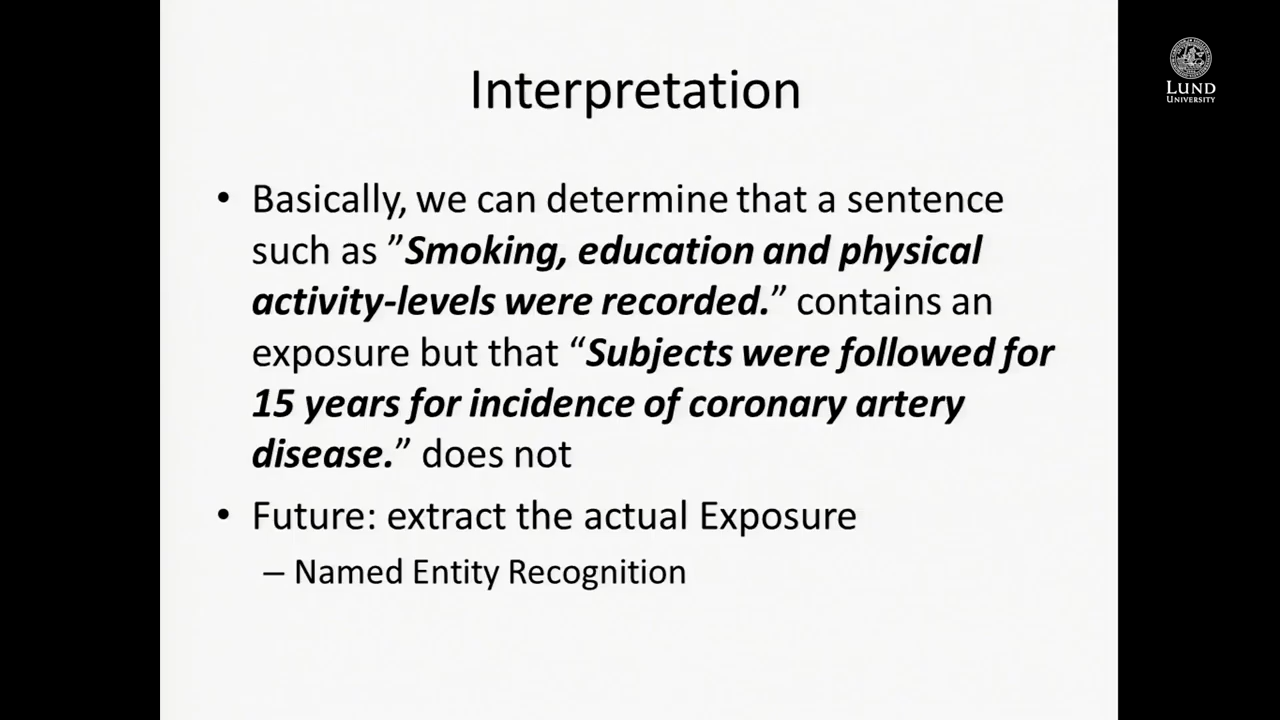 Interpretation
LUND
UNIVERSITY
• Basically, we can determine that a sentence
such as ”Smoking, education and physical
activity-levels were recorded.” contains an
exposure but that “Subjects were followed for
15 years for incidence of coronary artery
disease.” does not
• Future: extract the actual Exposure
– Named Entity Recognition